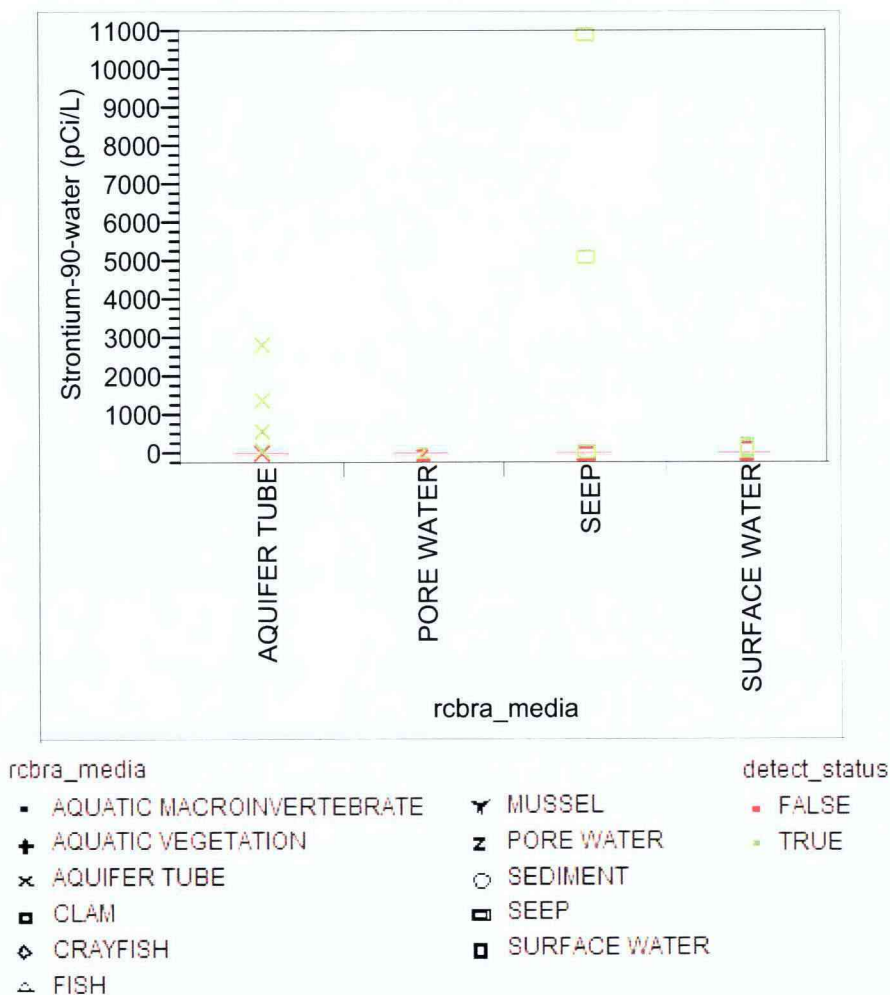 11000
10000
9000
8000
7000
6000
5000
4000
3000
2000
1000
0
Strontium-90-water (pCi/L)
AQUIFER TUBE
PORE WATER
SEEP
SURFACE WATER
rcbra_media
rcbra_media
AQUATIC MACROINVERTEBRATE
AQUATIC VEGETATION
AQUIFER TUBE
CLAM
CRAYFISH
FISH
MUSSEL
PORE WATER
SEDIMENT
SEEP
SURFACE WATER
detect_status
FALSE
TRUE